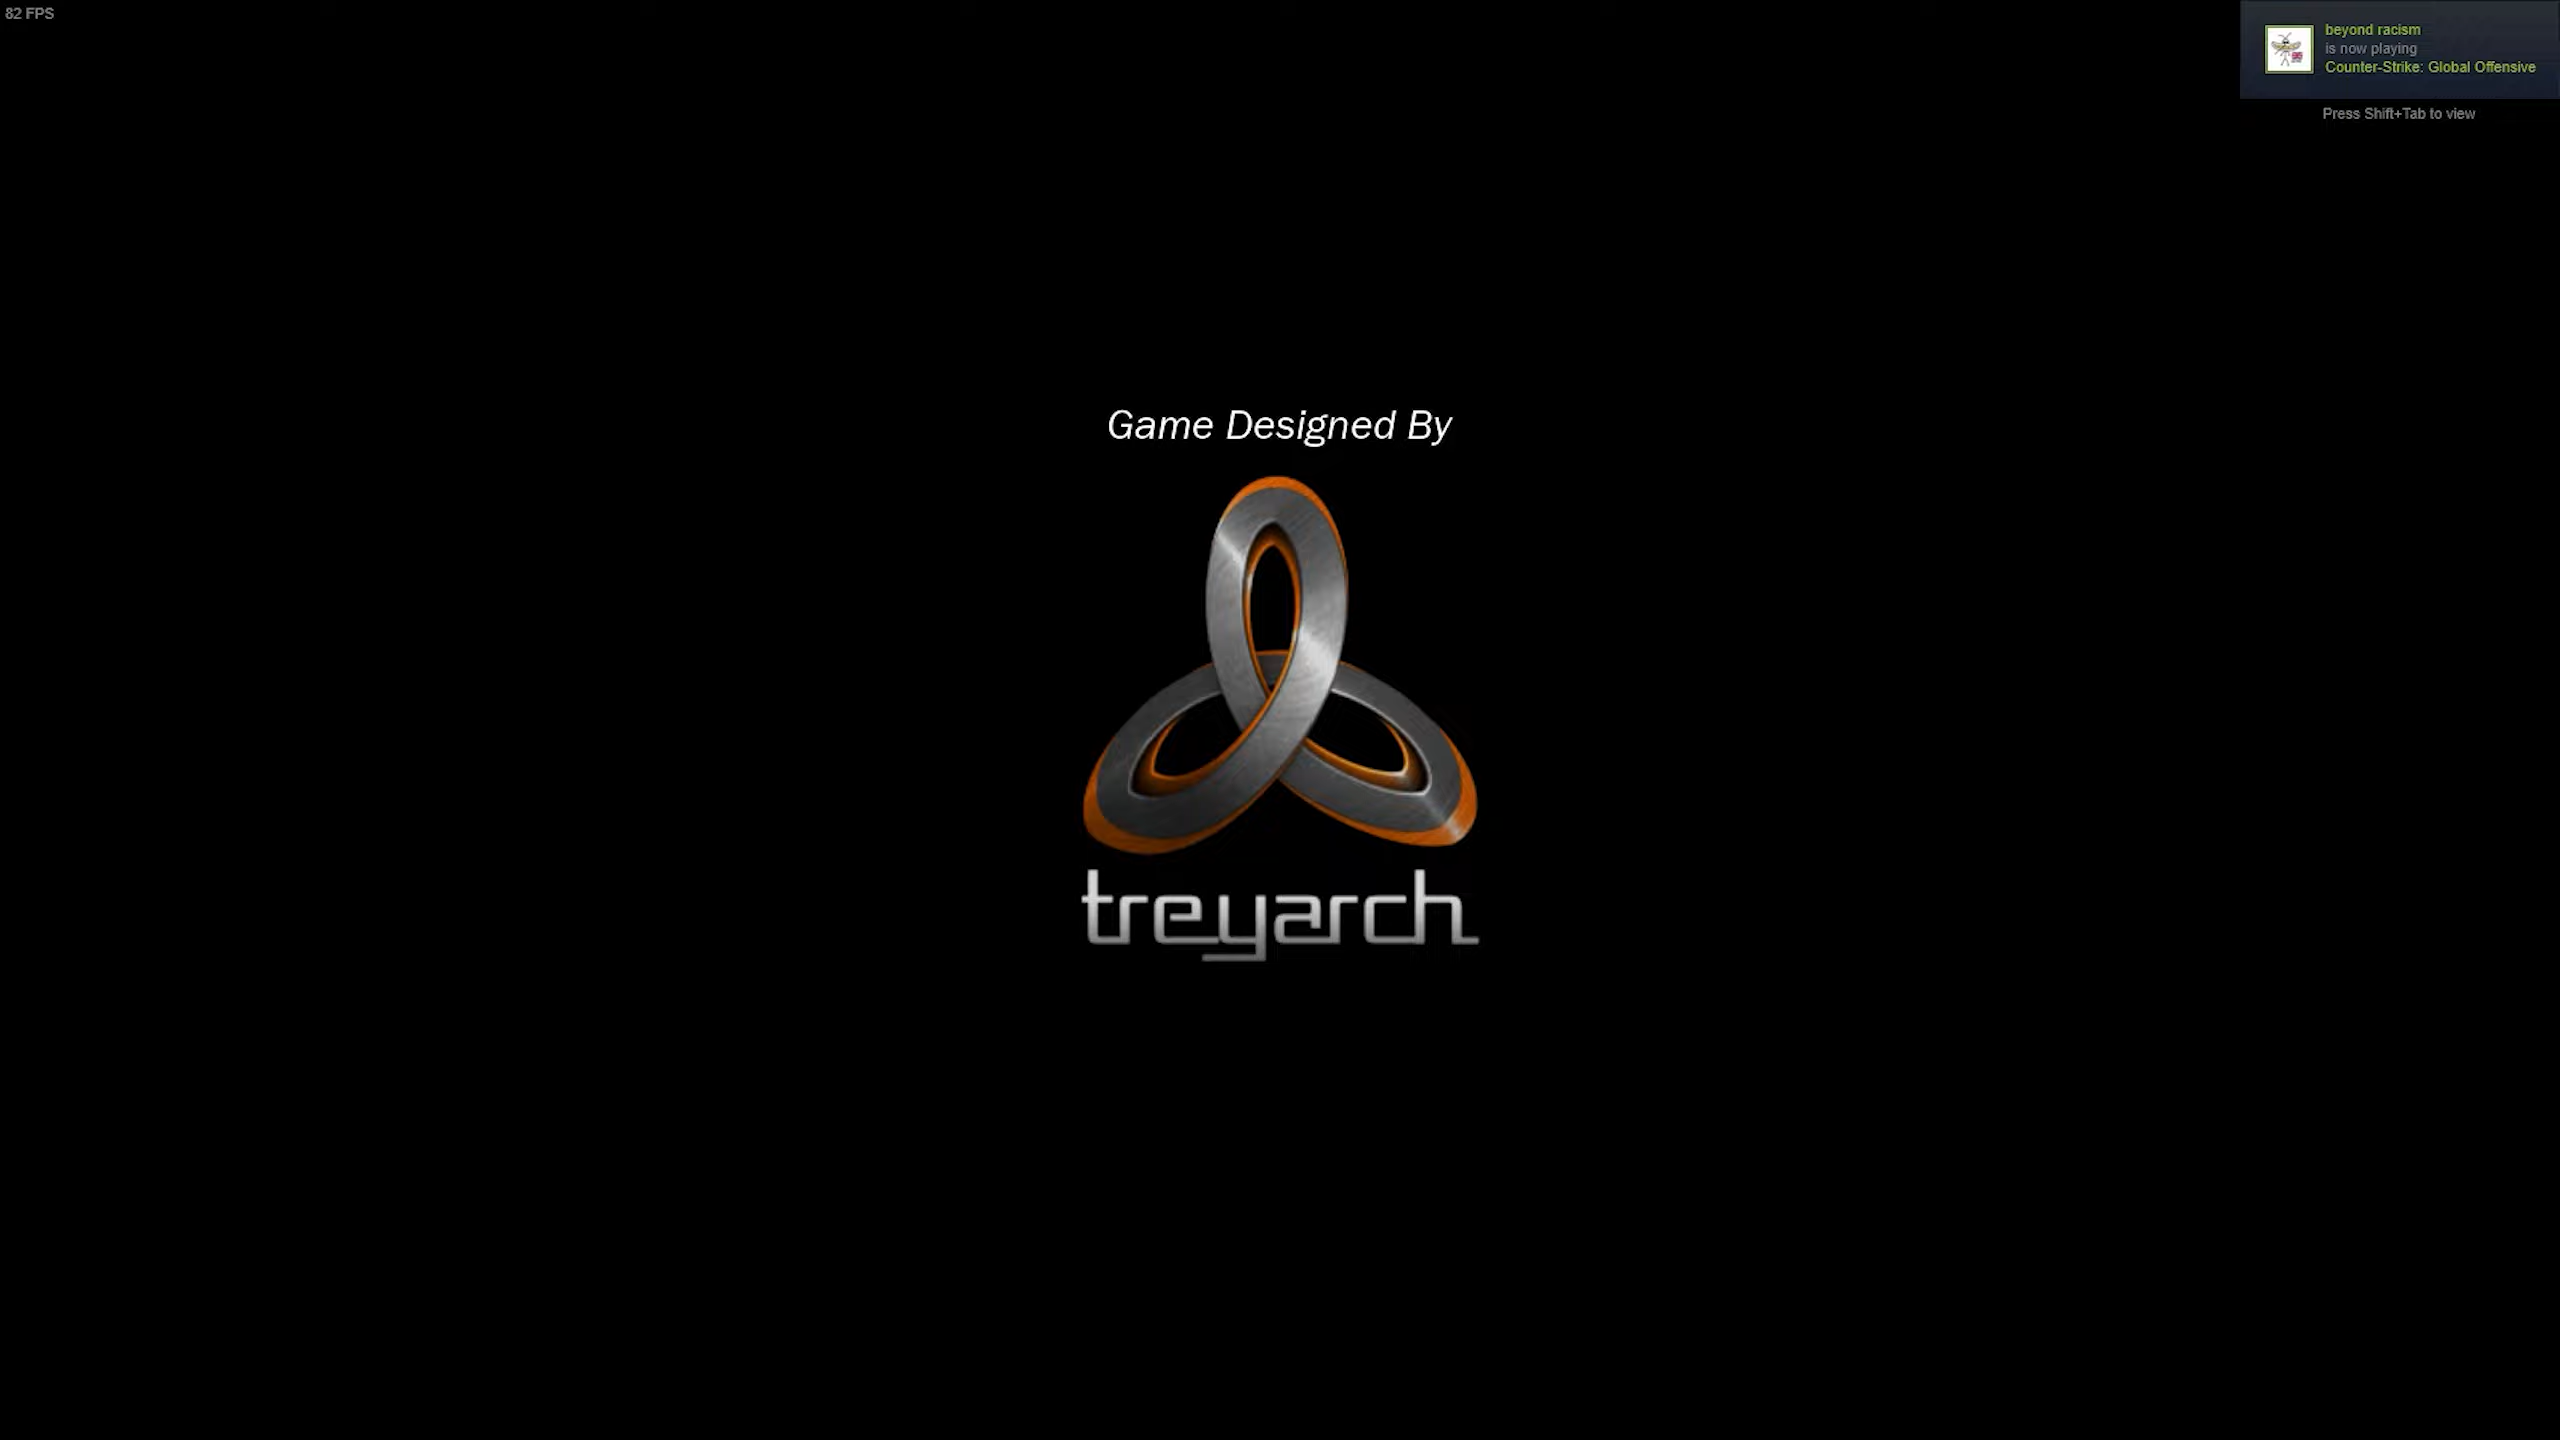 82 FPS
beyond racism
is now playing
Counter-Strike: Global Offensive
Press Shift+Tab to view
Game Designed By
treyarch